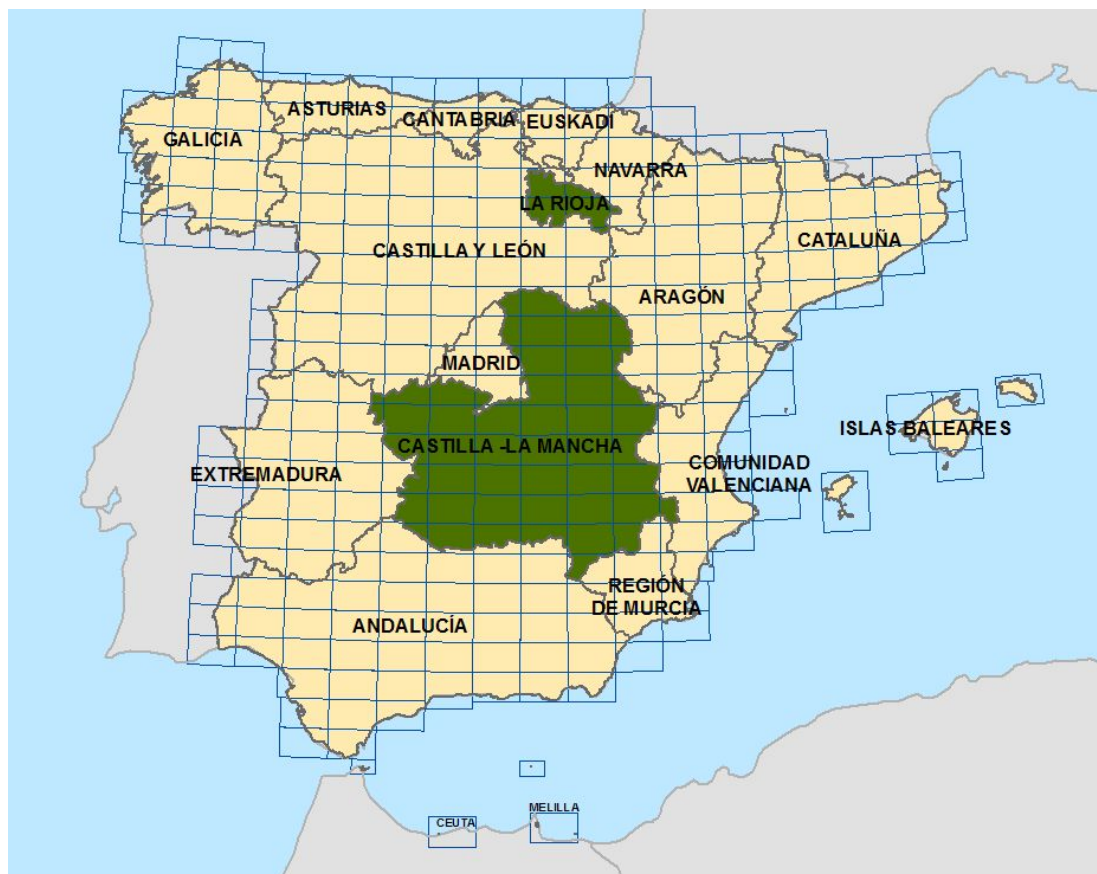 ASTURIAS
CANTABRIA
EUSKADI
GALICIA
NAVARRA
LA RIOJA
CATALUÑA
CASTILLA Y LEÓN
ARAGÓN
MADRID
ISLAS BALEARES
CASTILLA -LA MANCHA
COMUNIDAD
VALENCIANA
EXTREMADURA
REGIÓN
DE MURCIA
ANDALUCÍA
MELILLA
CEUTA